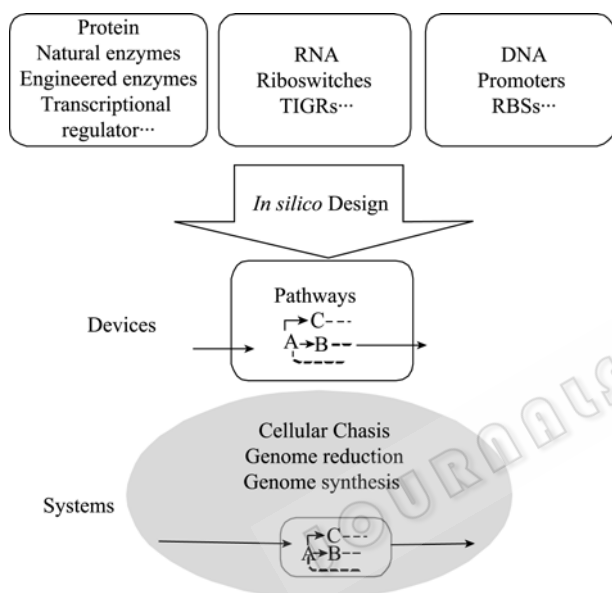 Protein
Natural enzymes
Engineered enzymes
Transcriptional
regulator···
RNA
Riboswitches
TIGRs···
DNA
Promoters
RBSs···
In silico Design
Pathways
C
Devices
A B
Cellular Chasis
Genome reduction
Genome synthesis
Systems
C
A B
JOURNALS